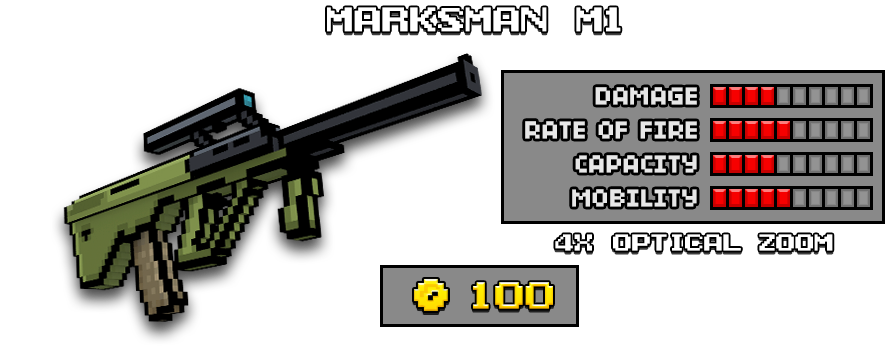 MARKSMAN M1
DAMAGE
RATE OF FIRE
CAPACITY
MOBILITY
4X OPTICAL ZOOM
100